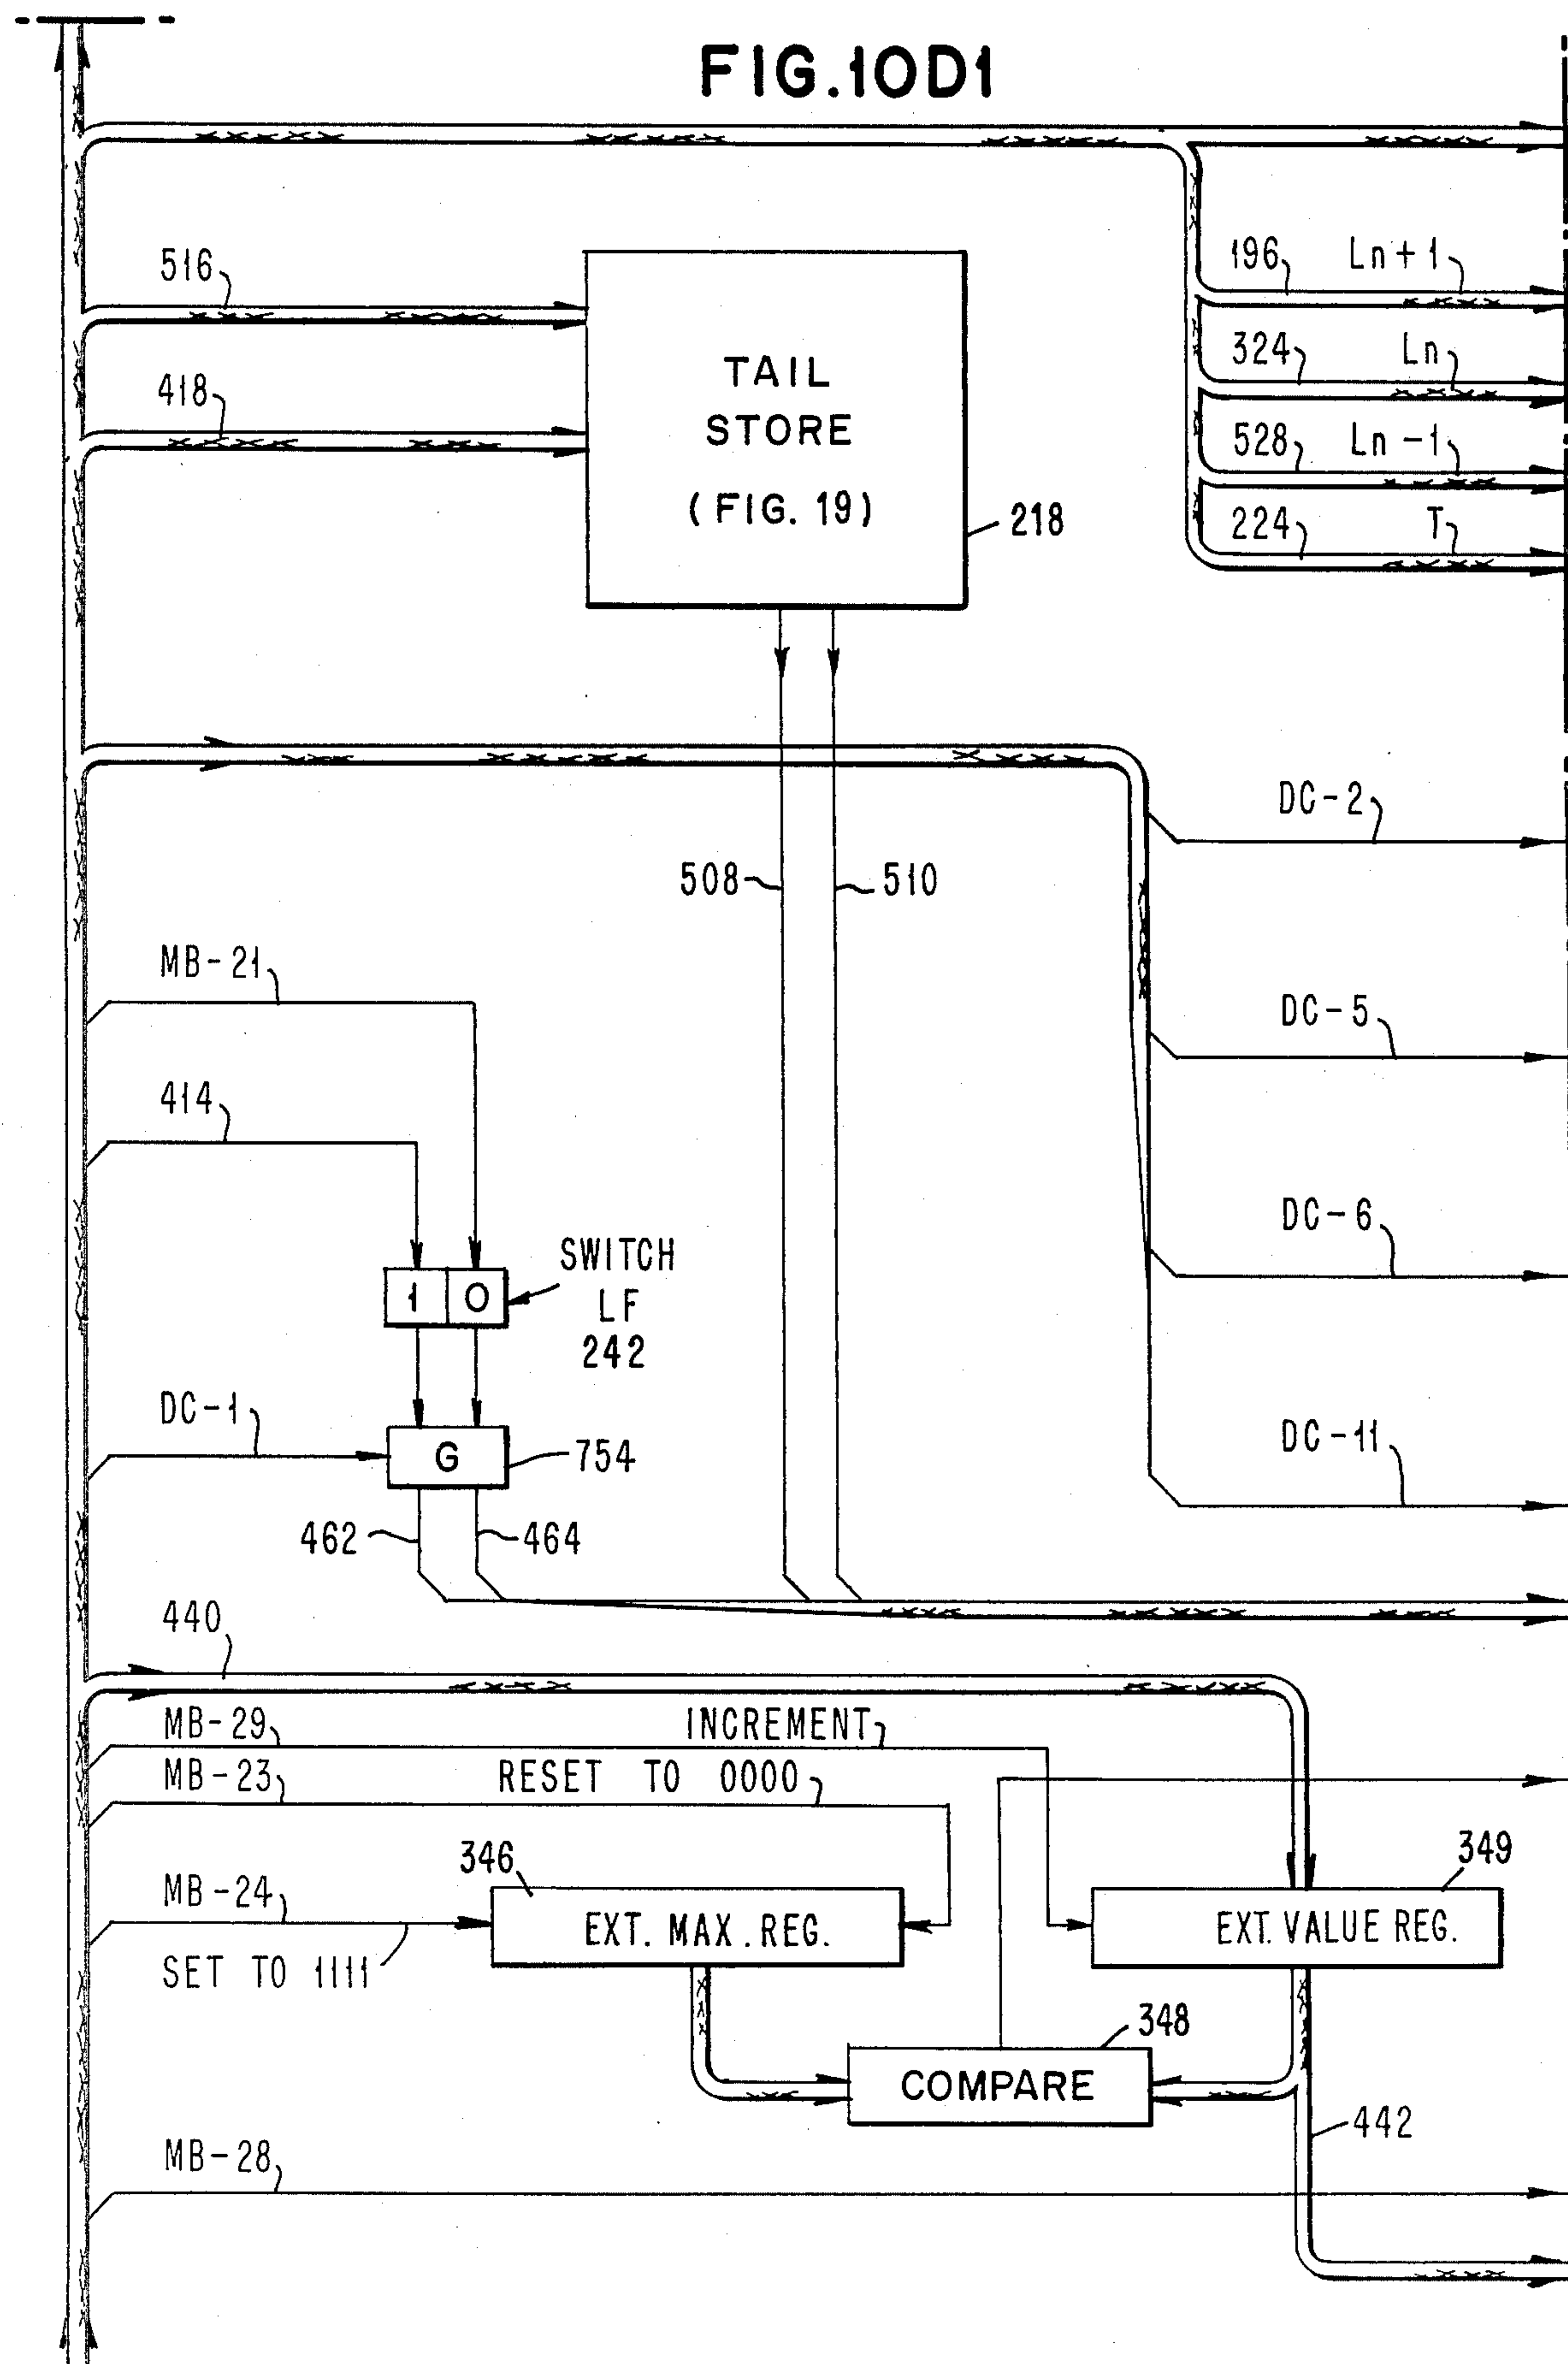 FIG.10D1
516
196 Ln+1
TAIL
STORE
(FIG. 19)
324 Ln
418
528 Ln-1
218
224 T
DC-2
508
510
MB-21
DC-5
414
DC-6
SWITCH
LF
242
1 0
DC-1
G
754
DC-11
462
464
440
MB-29 INCREMENT
MB-23 RESET TO 0000
346
349
MB-24
EXT. MAX. REG.
EXT. VALUE REG.
SET TO 1111
348
COMPARE
442
MB-28